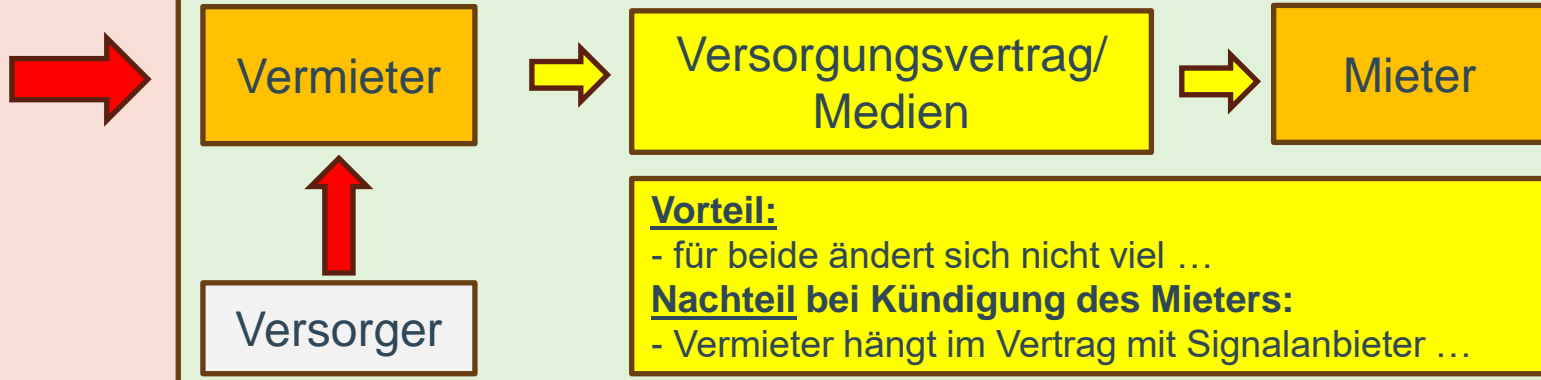 Vermieter
Versorgungsvertrag/
Medien
Mieter
Versorger
Vorteil:
- für beide ändert sich nicht viel …
Nachteil bei Kündigung des Mieters:
- Vermieter hängt im Vertrag mit Signalanbieter …